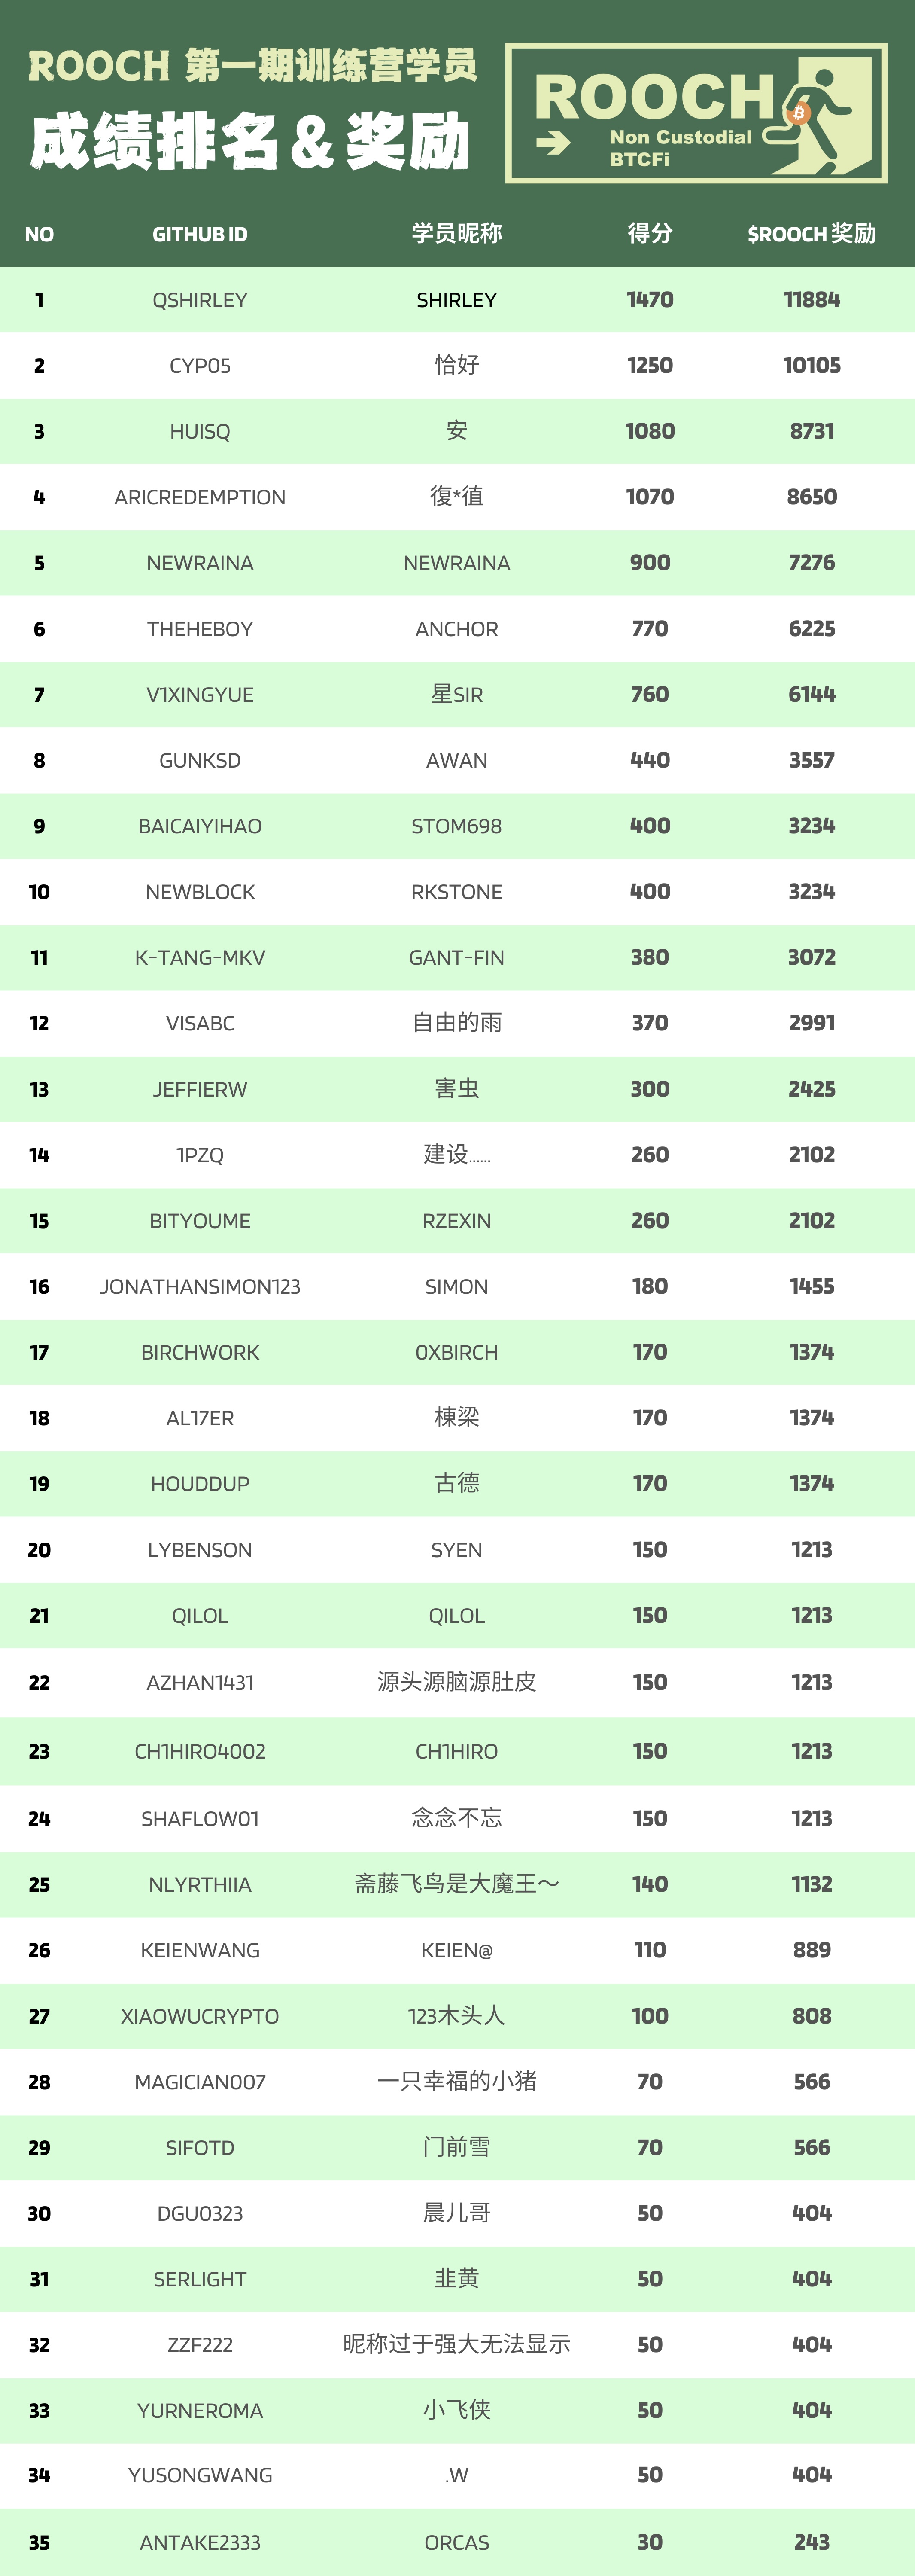 ROOCH 第一期训练营学员
成绩排名&奖励
ROOCH
Non Custodial
BTCFi
NO GITHUB ID 学员昵称 得分 $ROOCH 奖励
1 QSHIRLEY SHIRLEY 1470 11884
2 CYP05 恰好 1250 10105
3 HUISQ 安 1080 8731
4 ARICREDEMPTION 復*值 1070 8650
5 NEWRAINA NEWRAINA 900 7276
6 THEHEBOY ANCHOR 770 6225
7 V1XINGYUE 星SIR 760 6144
8 GUNKSD AWAN 440 3557
9 BAICAIYIHAO STOM698 400 3234
10 NEWBLOCK RKSTONE 400 3234
11 K-TANG-MKV GANT-FIN 380 3072
12 VISABC 自由的雨 370 2991
13 JEFFIERW 害虫 300 2425
14 1PZQ 建设...... 260 2102
15 BITYOUME RZEXIN 260 2102
16 JONATHANSIMON123 SIMON 180 1455
17 BIRCHWORK 0XBIRCH 170 1374
18 AL17ER 棟梁 170 1374
19 HOUDDUP 古德 170 1374
20 LYBENSON SYEN 150 1213
21 QILOL QILOL 150 1213
22 AZHAN1431 源头源脑源肚皮 150 1213
23 CH1HIRO4002 CH1HIRO 150 1213
24 SHAFLOW01 念念不忘 150 1213
25 NLYRTHIIA 斋藤飞鸟是大魔王～ 140 1132
26 KEIENWANG KEIEN@ 110 889
27 XIAOWUCRYPTO 123木头人 100 808
28 MAGICIAN007 一只幸福的小猪 70 566
29 SIFOTD 门前雪 70 566
30 DGU0323 晨儿哥 50 404
31 SERLIGHT 韭黄 50 404
32 ZZF222 昵称过于强大无法显示 50 404
33 YURNEROMA 小飞侠 50 404
34 YUSONGWANG .W 50 404
35 ANTAKE2333 ORCAS 30 243